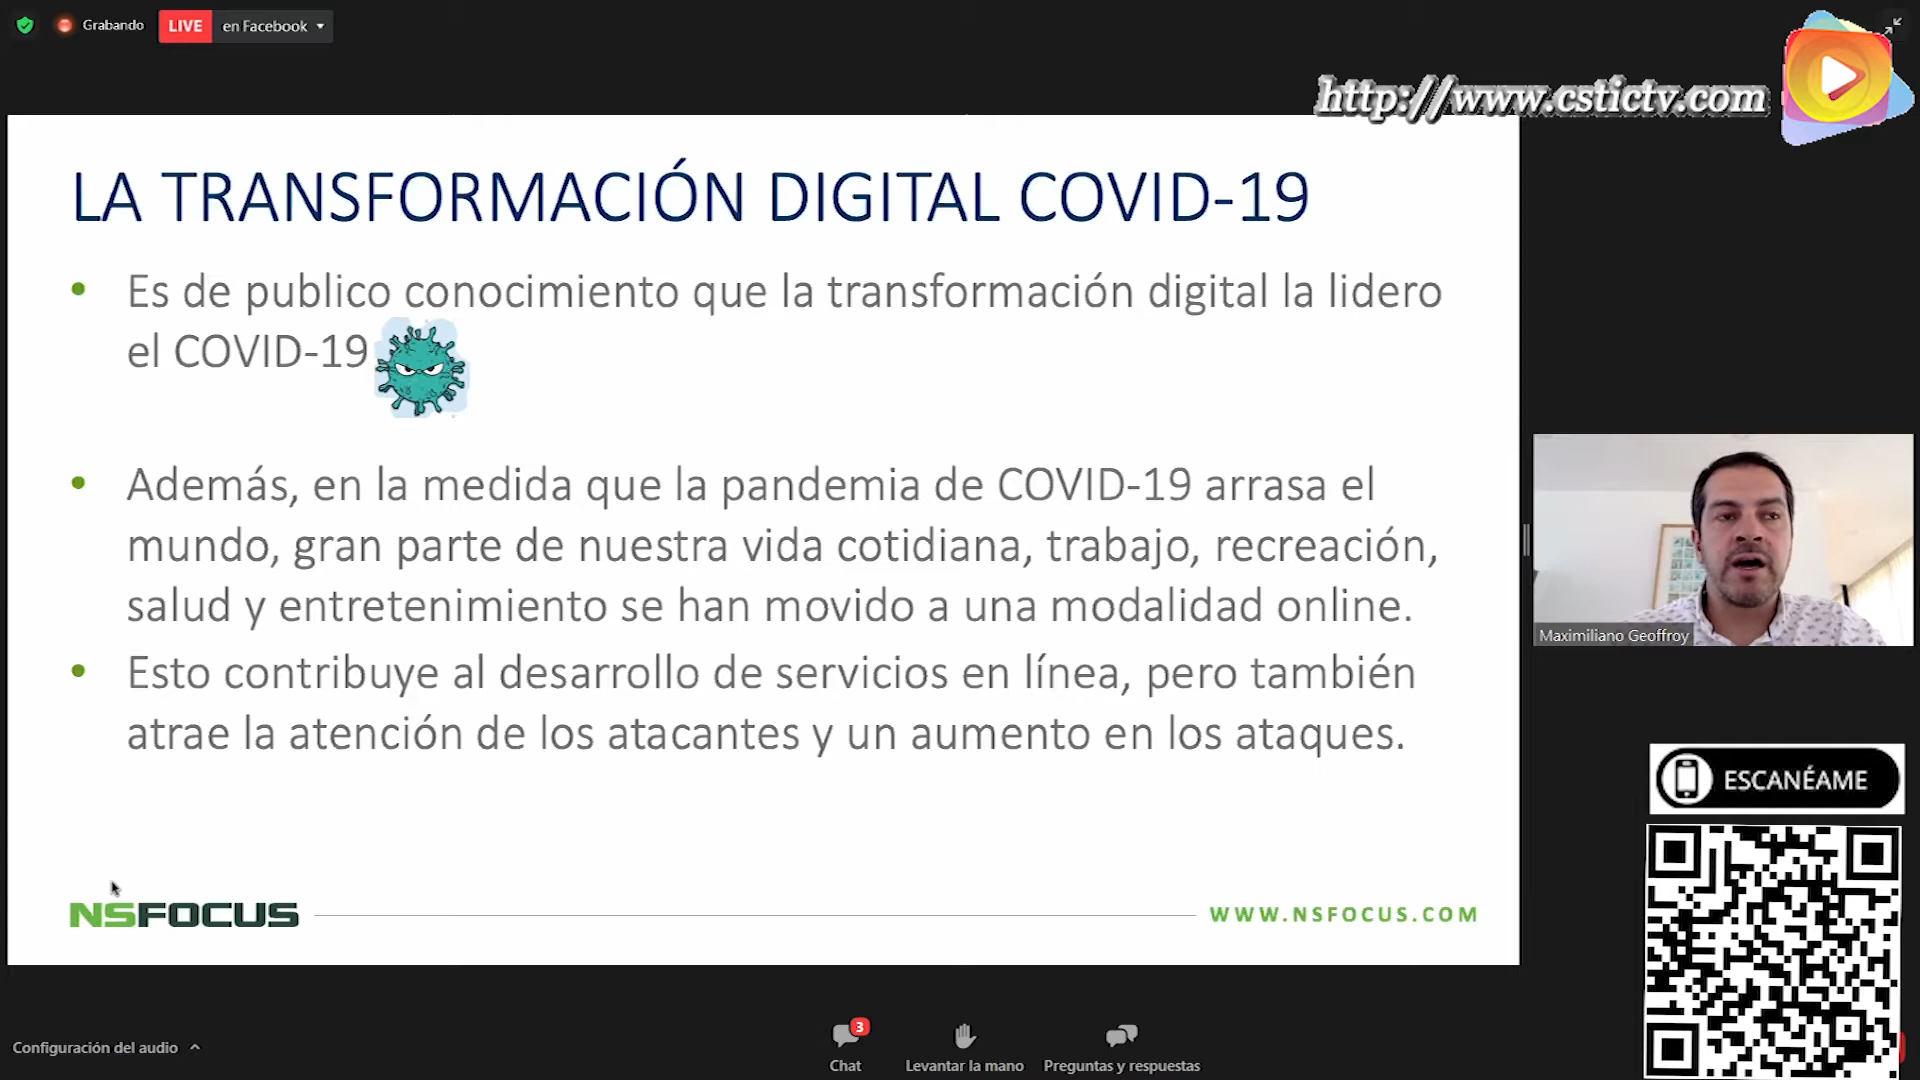 Grabando
LIVE en Facebook
http://www.cstictv.com
LA TRANSFORMACIÓN DIGITAL COVID-19
Es de publico conocimiento que la transformación digital la lidero
el COVID-19
Además, en la medida que la pandemia de COVID-19 arrasa el
mundo, gran parte de nuestra vida cotidiana, trabajo, recreación,
salud y entretenimiento se han movido a una modalidad online.
Esto contribuye al desarrollo de servicios en línea, pero también
atrae la atención de los atacantes y un aumento en los ataques.
NSFOCUS
WWW.NSFOCUS.COM
Maximiliano Geoffroy
ESCANÉAME
Configuración del audio
3
Chat
Levantar la mano
Preguntas y respuestas